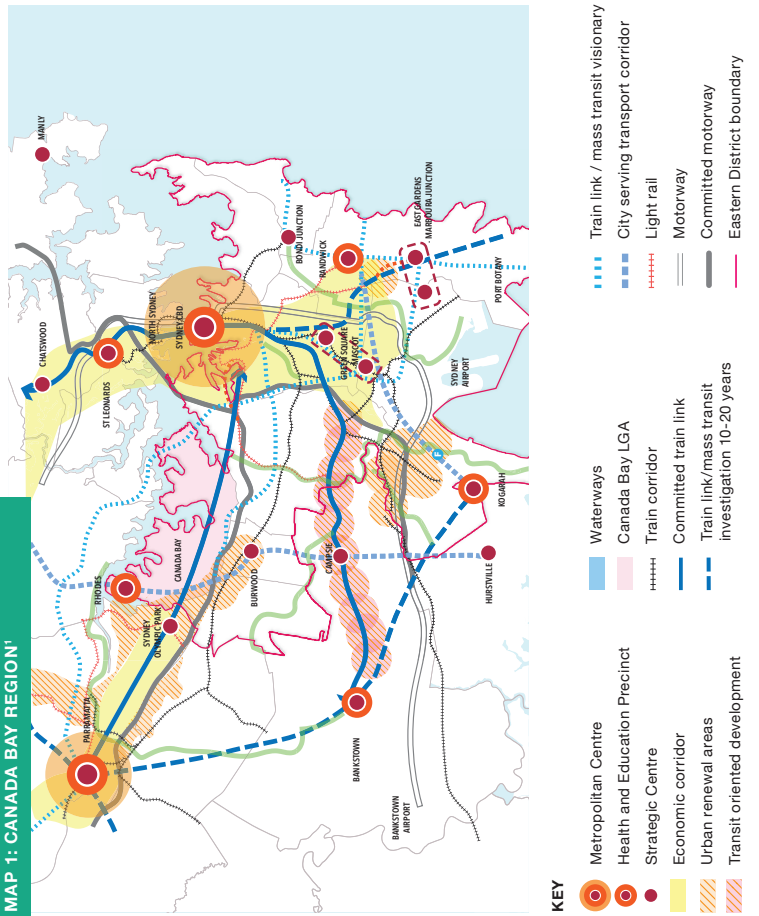 MAP 1: CANADA BAY REGION¹
MANLY
CHATSWOOD
ST LEONARDS
NORTH SYDNEY
SYDNEY CBD
BONDI JUNCTION
RANDWICK
EAST GARDENS
- MAROUBRA JUNCTION
GREEN SQUARE
MASCOT
PORT BOTANY
SYDNEY
AIRPORT
RHODES
CANADA BAY
SYDNEY
OLYMPIC PARK
PARRAMATTA
BURWOOD
CAMPSIE
KOGARAH
HURSTVILLE
BANKSTOWN
BANKSTOWN
AIRPORT
KEY
Metropolitan Centre
Health and Education Precinct
Strategic Centre
Economic corridor
Urban renewal areas
Transit oriented development
Waterways
Canada Bay LGA
Train corridor
Committed train link
Train link/mass transit
investigation 10-20 years
Train link / mass transit visionary
City serving transport corridor
Light rail
Motorway
Committed motorway
Eastern District boundary